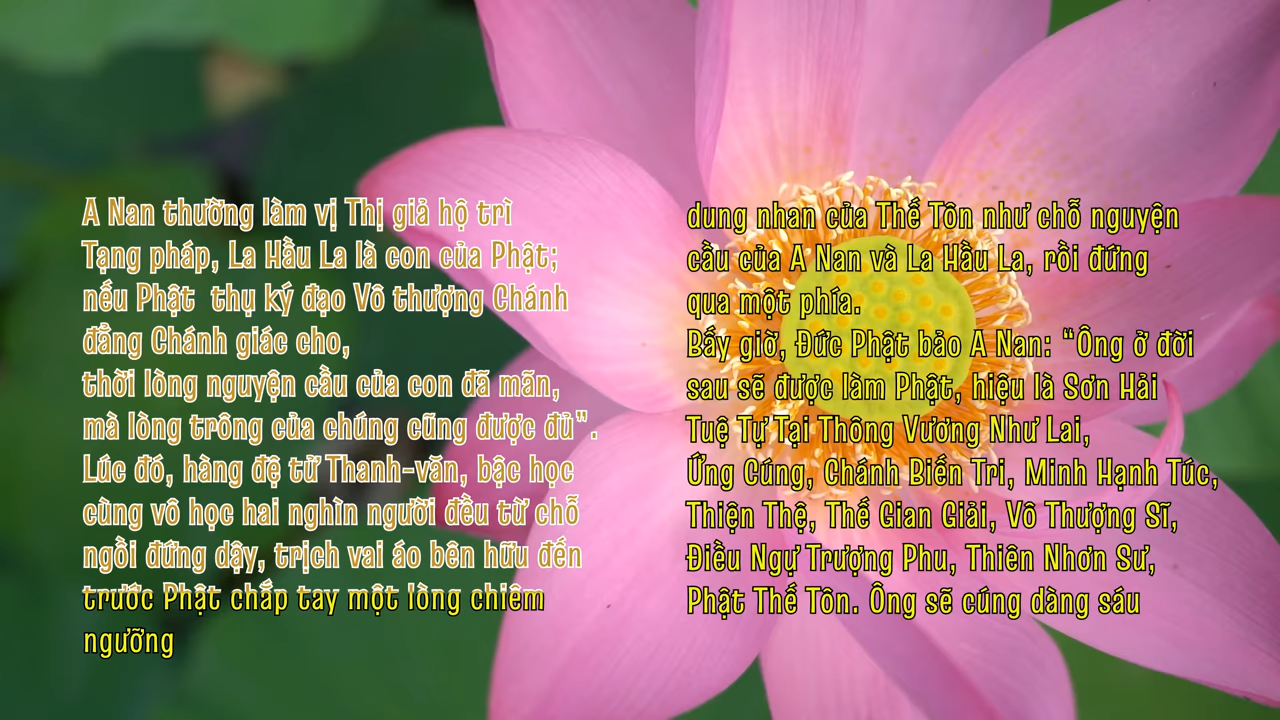 A Nan thường làm vị Thị giả hộ trì
Tạng pháp, La Hầu La là con của Phật;
nếu Phật  thụ ký đạo Vô thượng Chánh
đẳng Chánh giác cho,
thời lòng nguyện cầu của con đã mãn,
mà lòng trông của chúng cũng được đủ”.
Lúc đó, hàng đệ tử Thanh-văn, bậc học
cùng vô học hai nghìn người đều từ chỗ
ngồi đứng dậy, trịch vai áo bên hữu đến
trước Phật chắp tay một lòng chiêm
ngưỡng
dung nhan của Thế Tôn như chỗ nguyện
cầu của A Nan và La Hầu La, rồi đứng
qua một phía.
Bấy giờ, Đức Phật bảo A Nan: “Ông ở đời
sau sẽ được làm Phật, hiệu là Sơn Hải
Tuệ Tự Tại Thông Vương Như Lai,
Ứng Cúng, Chánh Biến Tri, Minh Hạnh Túc,
Thiện Thệ, Thế Gian Giải, Vô Thượng Sĩ,
Điều Ngự Trượng Phu, Thiên Nhơn Sư,
Phật Thế Tôn. Ông sẽ cúng dàng sáu